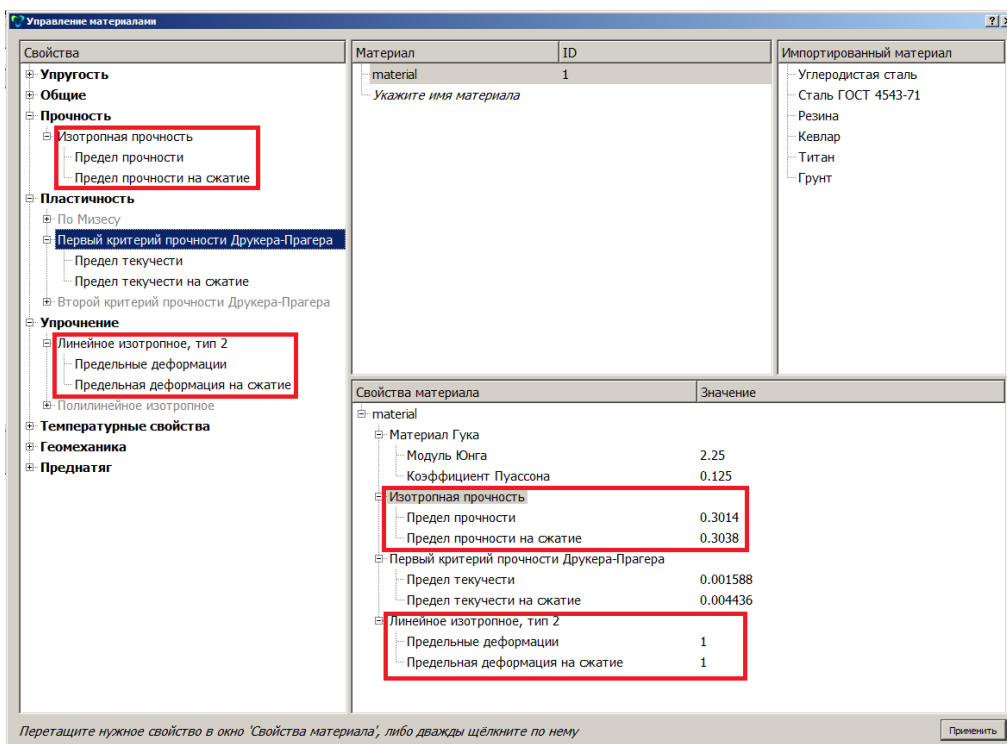 Управление материалами
Свойства
Упругость
Общие
Прочность
Изотропная прочность
Предел прочности
Предел прочности на сжатие
Пластичность
По Мизесу
Первый критерий прочности Друкера-Прагера
Предел текучести
Предел текучести на сжатие
Второй критерий прочности Друкера-Прагера
Упрочнение
Линейное изотропное, тип 2
Предельные деформации
Предельная деформация на сжатие
Полилинейное изотропное
Температурные свойства
Геомеханика
Преднатяг
Материал ID
material 1
Укажите имя материала
Импортированный материал
Углеродистая сталь
Сталь ГОСТ 4543-71
Резина
Кевлар
Титан
Грунт
Свойства материала Значение
material
Материал Гука
Модуль Юнга 2.25
Коэффициент Пуассона 0.125
Изотропная прочность
Предел прочности 0.3014
Предел прочности на сжатие 0.3038
Первый критерий прочности Друкера-Прагера
Предел текучести 0.001588
Предел текучести на сжатие 0.004436
Линейное изотропное, тип 2
Предельные деформации 1
Предельная деформация на сжатие 1
Перетащите нужное свойство в окно 'Свойства материала', либо дважды щёлкните по нему
Применить